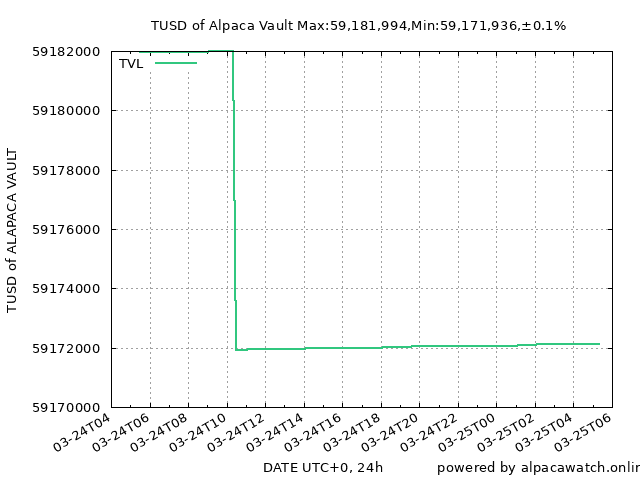 TUSD of Alpaca Vault Max:59,181,994,Min:59,171,936,±0.1%
TVL
59182000
59180000
59178000
59176000
59174000
59172000
59170000
TUSD of ALAPACA VAULT
03-24T04
03-24T06
03-24T08
03-24T10
03-24T12
03-24T14
03-24T16
03-24T18
03-24T20
03-24T22
03-25T00
03-25T02
03-25T04
03-25T06
DATE UTC+0, 24h
powered by alpacawatch.onlin